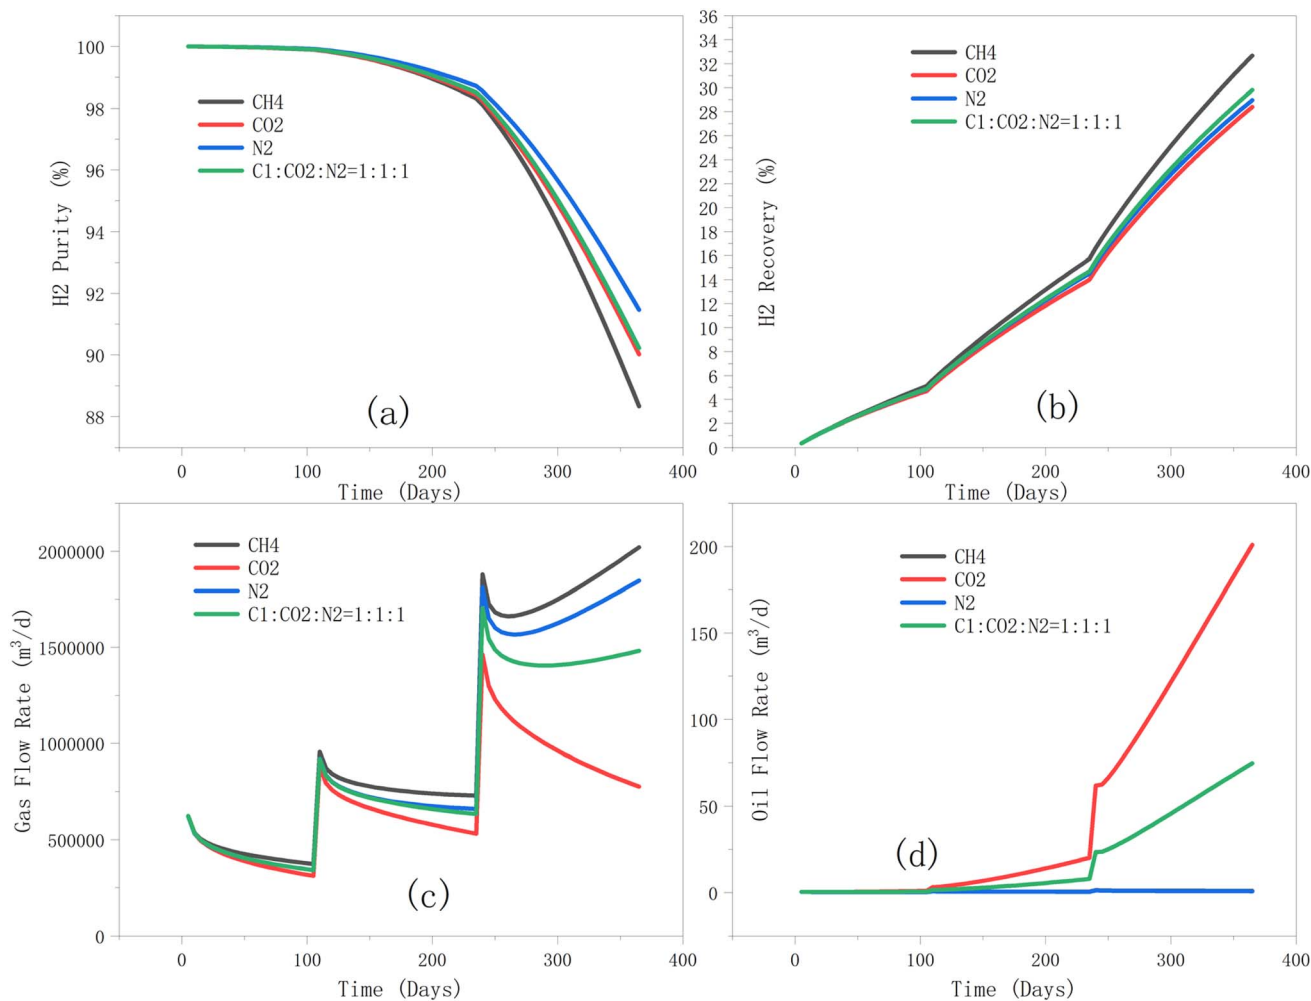 100
98
96
94
92
90
88
H2 Purity (%)
CH4
CO2
N2
C1:CO2:N2=1:1:1
(a)
0
100
200
300
400
Time (Days)
36
34
32
30
28
26
24
22
20
18
16
14
12
10
8
6
4
2
0
H2 Recovery (%)
CH4
CO2
N2
C1:CO2:N2=1:1:1
(b)
0
100
200
300
400
Time (Days)
2000000
1500000
1000000
500000
0
Gas Flow Rate (m³/d)
CH4
CO2
N2
C1:CO2:N2=1:1:1
(c)
0
100
200
300
400
Time (Days)
200
150
100
50
0
Oil Flow Rate (m³/d)
CH4
CO2
N2
C1:CO2:N2=1:1:1
(d)
0
100
200
300
400
Time (Days)